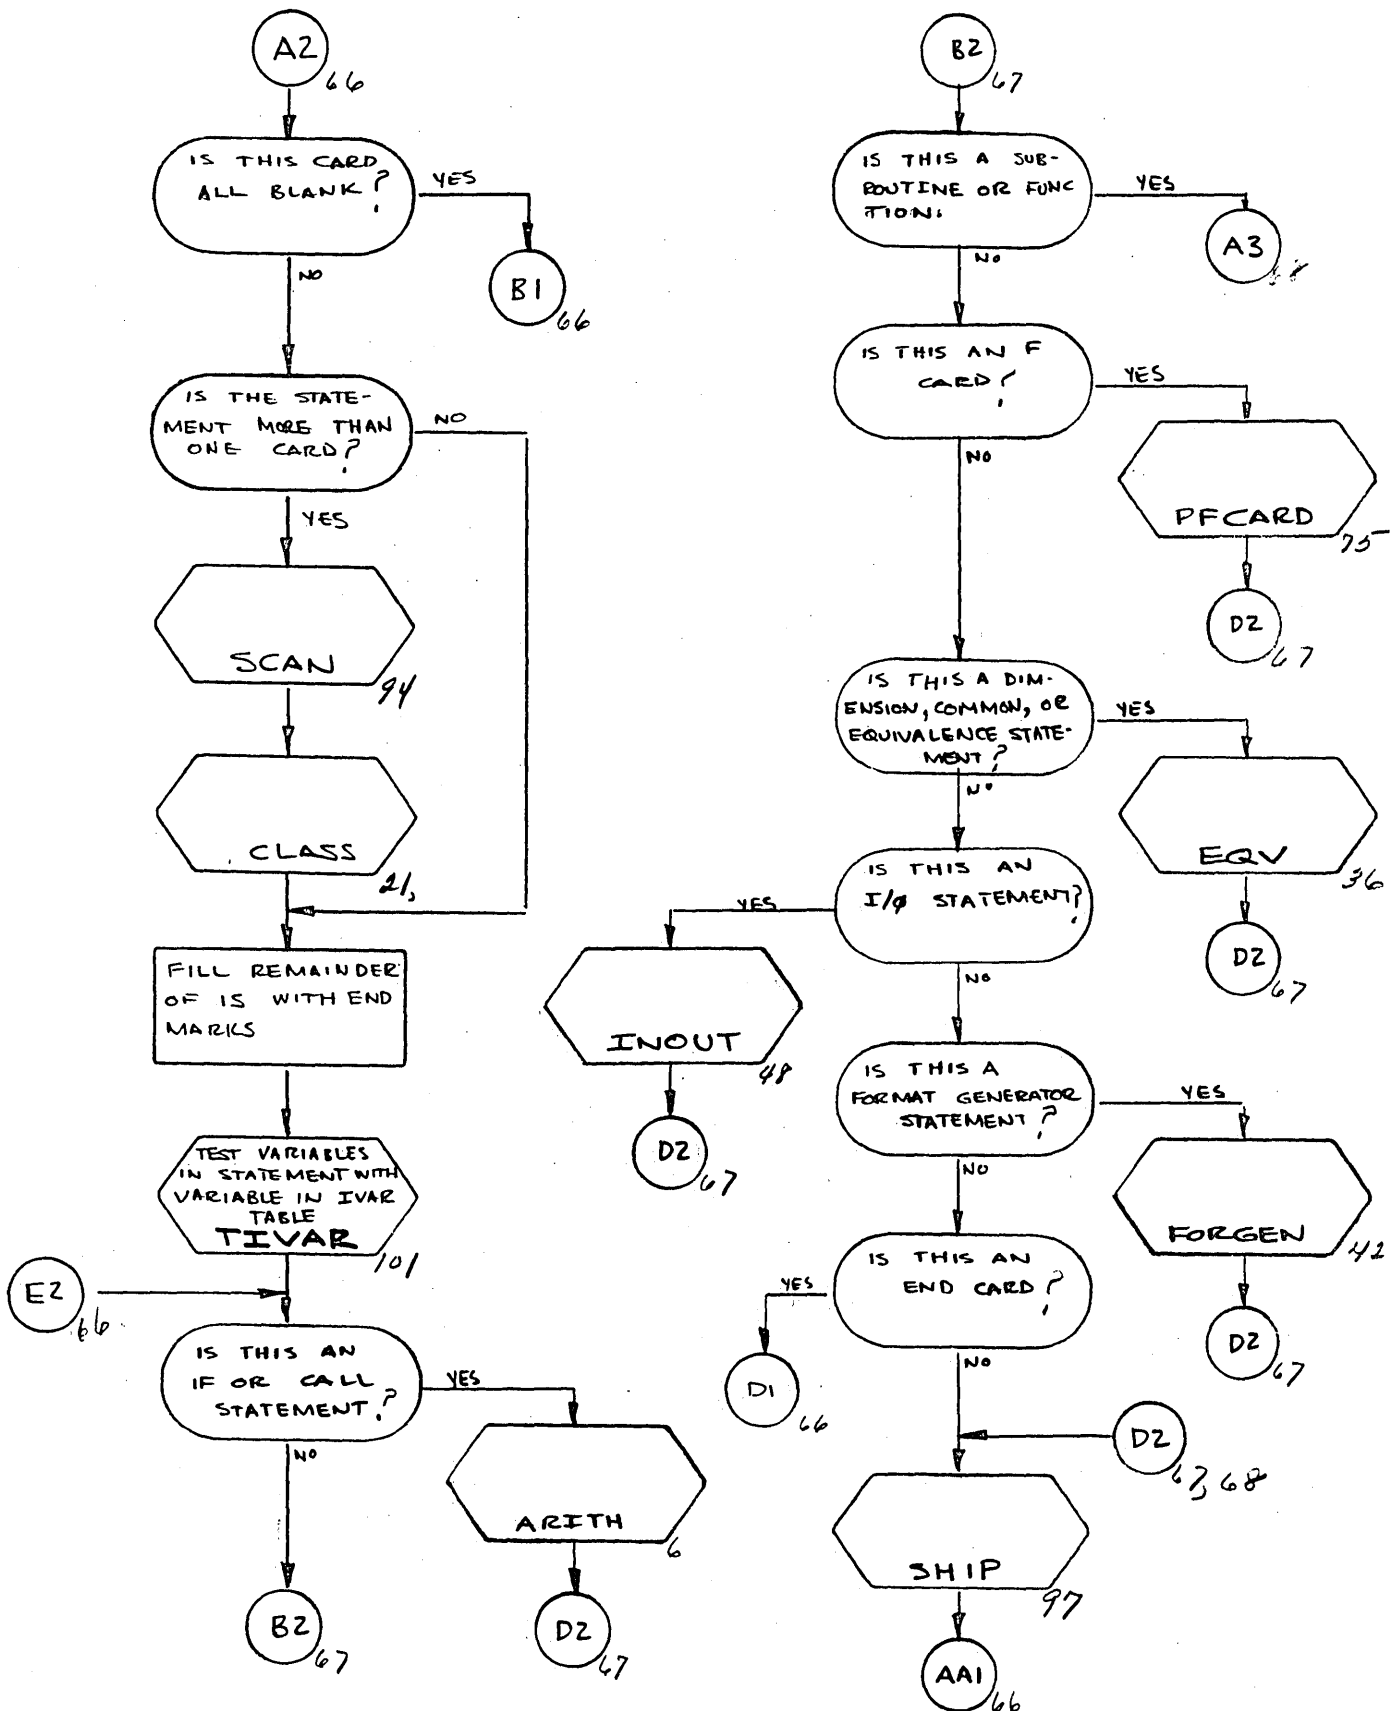 A2
66
IS THIS CARD
ALL BLANK?
YES
B1
66
NO
IS THE STATE-
MENT MORE THAN
ONE CARD?
NO
YES
SCAN
94
CLASS
21,
FILL REMAINDER
OF IS WITH END
MARKS
TEST VARIABLES
IN STATEMENT WITH
VARIABLE IN IVAR
TABLE
TIVAR
101
E2
66
IS THIS AN
IF OR CALL
STATEMENT?
YES
ARITH
6
D2
67
NO
B2
67
B2
67
IS THIS A SUB-
ROUTINE OR FUNC
TION.
YES
A3
68
NO
IS THIS AN F
CARD?
YES
PFCARD
75
D2
67
NO
IS THIS A DIM-
ENSION, COMMON, OR
EQUIVALENCE STATE-
MENT?
YES
EQV
36
D2
67
NO
IS THIS AN
I/Ø STATEMENT?
YES
INOUT
48
D2
67
NO
IS THIS A
FORMAT GENERATOR
STATEMENT?
YES
FORGEN
42
D2
67
NO
IS THIS AN
END CARD?
YES
D1
66
NO
D2
67, 68
SHIP
97
AA1
66